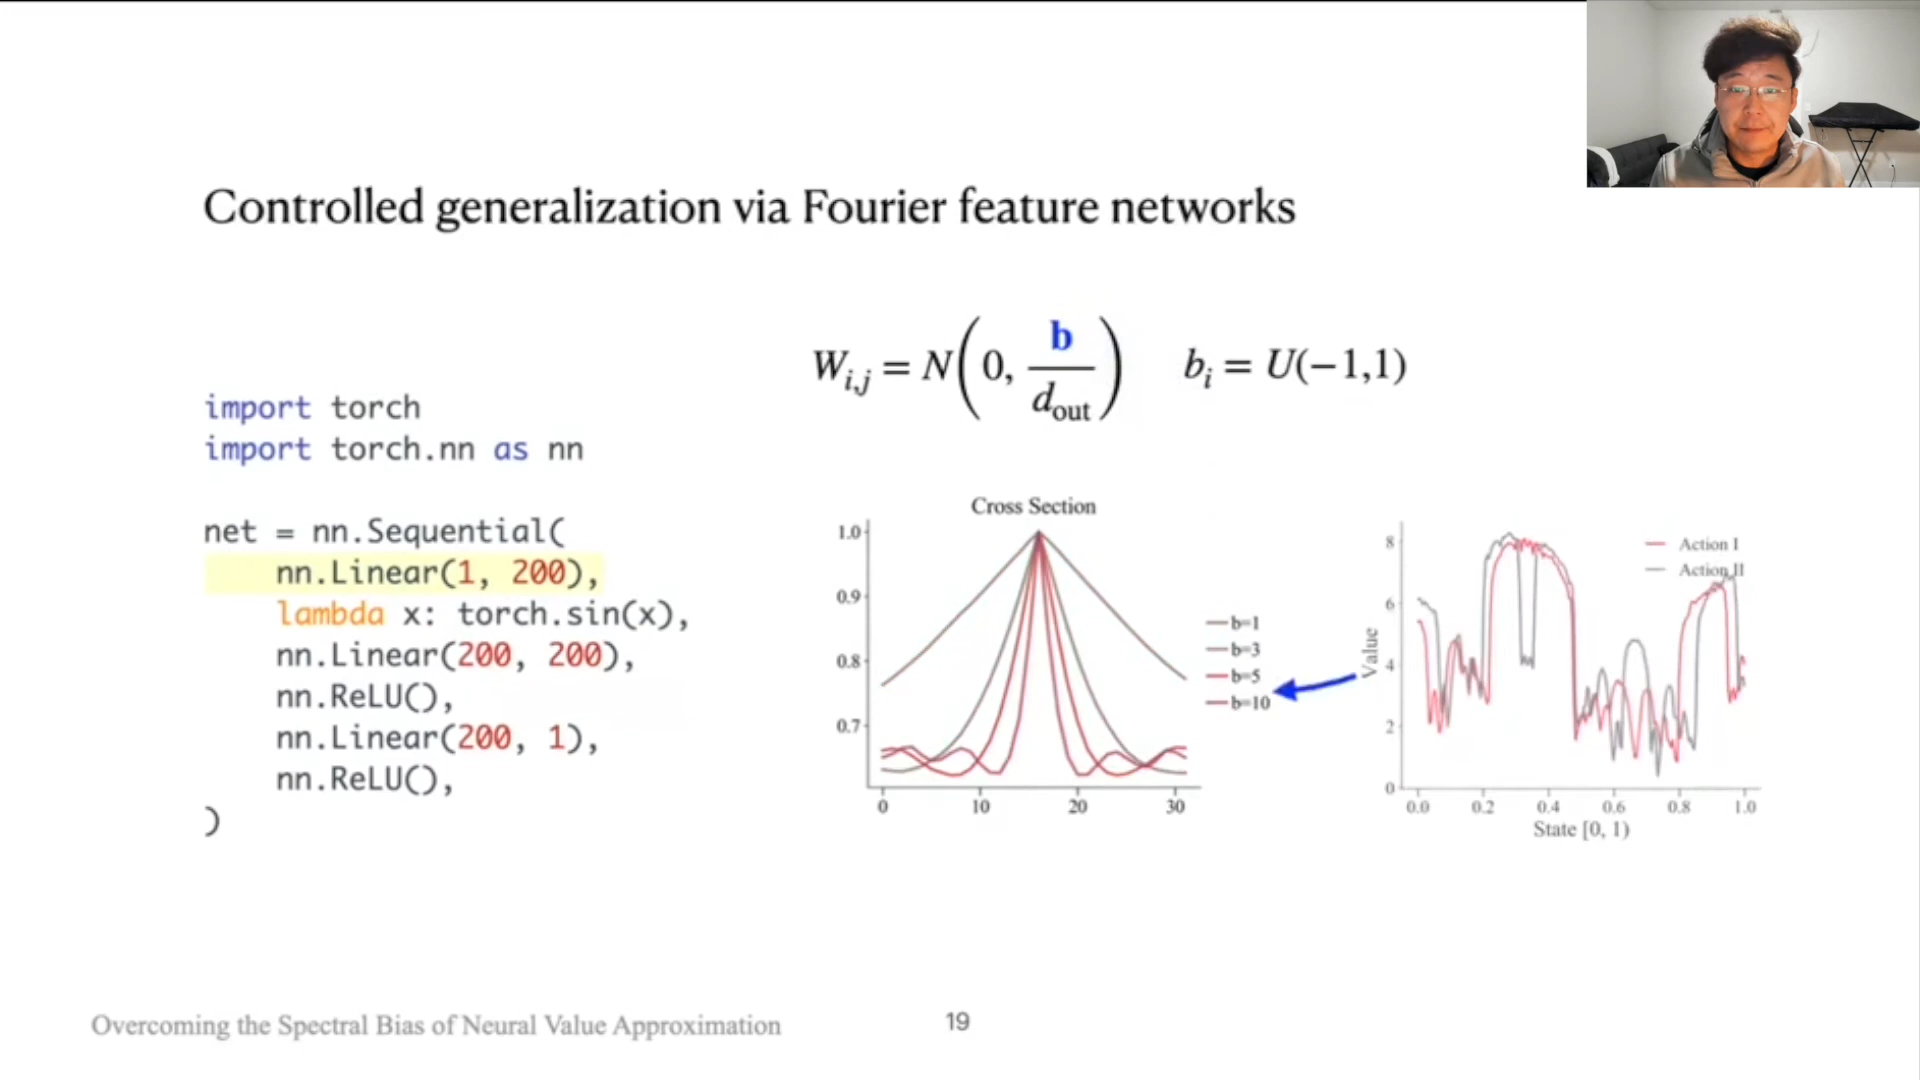 Controlled generalization via Fourier feature networks
W_{i,j} = N(0, b/d_out) b_i = U(−1,1)
import torch
import torch.nn as nn
net = nn.Sequential(
nn.Linear(1, 200),
lambda x: torch.sin(x),
nn.Linear(200, 200),
nn.ReLU(),
nn.Linear(200, 1),
nn.ReLU(),
)
Cross Section
1.0
0.9
0.8
0.7
0 10 20 30
b=1
b=3
b=5
b=10
Value
8
6
4
2
0
Action I
Action II
0.0 0.2 0.4 0.6 0.8 1.0
State [0, 1)
Overcoming the Spectral Bias of Neural Value Approximation
19